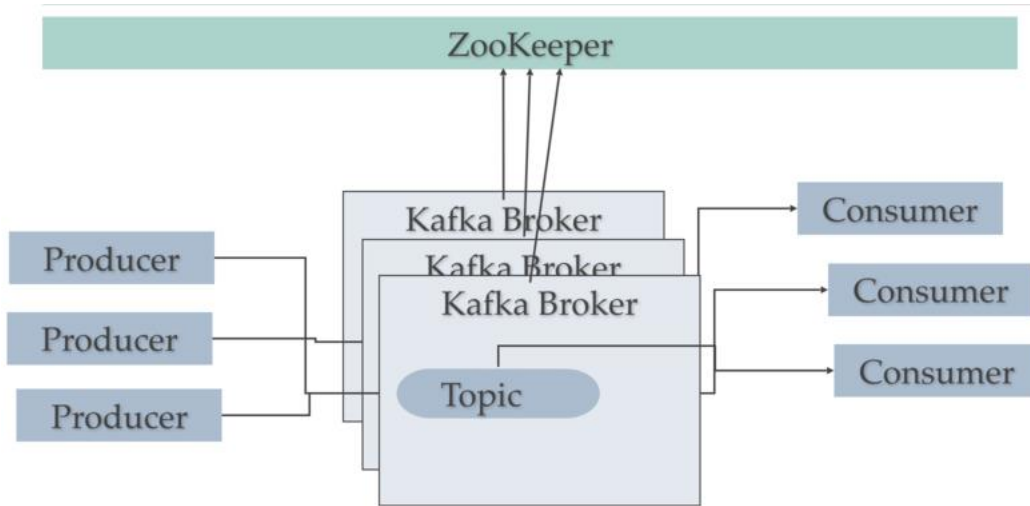 ZooKeeper
Kafka Broker
Kafka Broker
Kafka Broker
Producer
Producer
Producer
Topic
Consumer
Consumer
Consumer